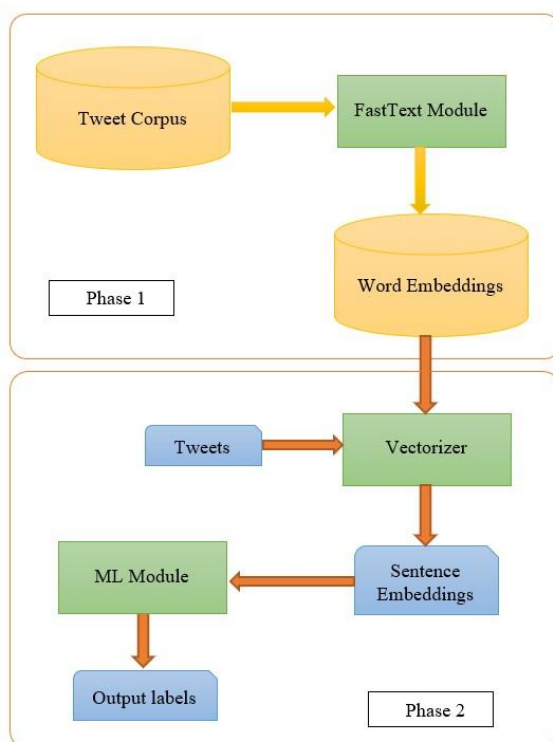 Tweet Corpus
FastText Module
Word Embeddings
Phase 1
Tweets
Vectorizer
ML Module
Sentence
Embeddings
Output labels
Phase 2